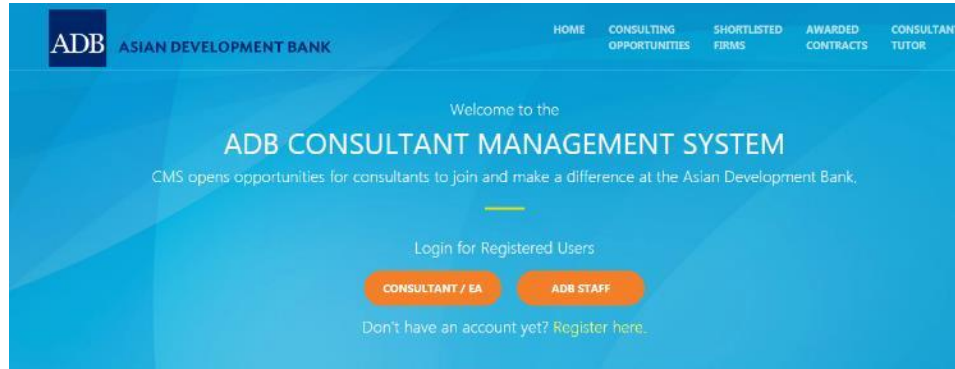 ADB ASIAN DEVELOPMENT BANK
HOME
CONSULTING
OPPORTUNITIES
SHORTLISTED
FIRMS
AWARDED
CONTRACTS
CONSULTANT
TUTOR
Welcome to the
ADB CONSULTANT MANAGEMENT SYSTEM
CMS opens opportunities for consultants to join and make a difference at the Asian Development Bank.
Login for Registered Users
CONSULTANT / EA
ADB STAFF
Don't have an account yet? Register here.